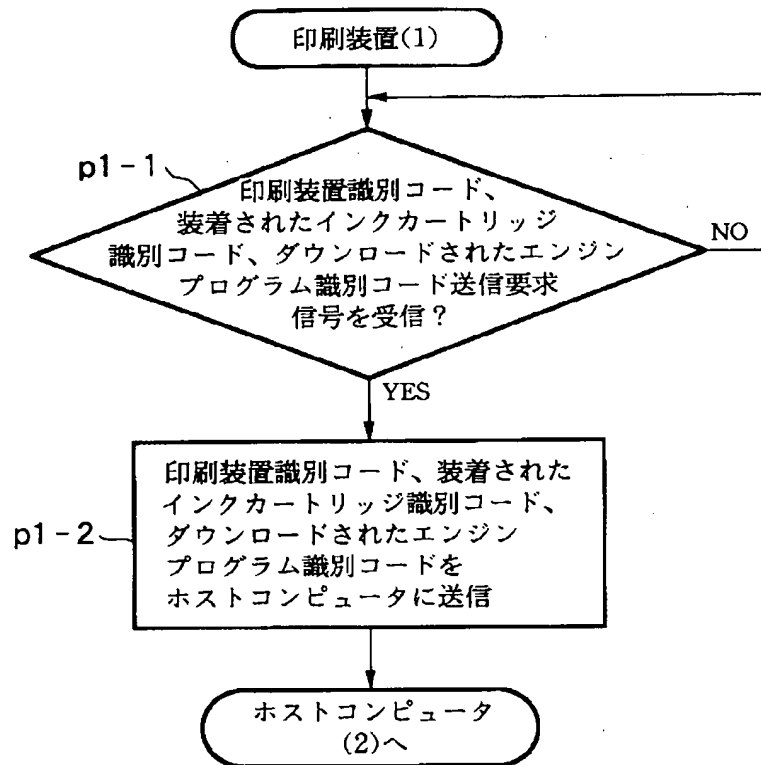 印刷装置(1)
p1-1
印刷装置識別コード、
装着されたインクカートリッジ
識別コード、ダウンロードされたエンジン
プログラム識別コード送信要求
信号を受信?
NO
YES
印刷装置識別コード、装着された
インクカートリッジ識別コード、
ダウンロードされたエンジン
プログラム識別コードを
ホストコンピュータに送信
p1-2
ホストコンピュータ
(2)へ